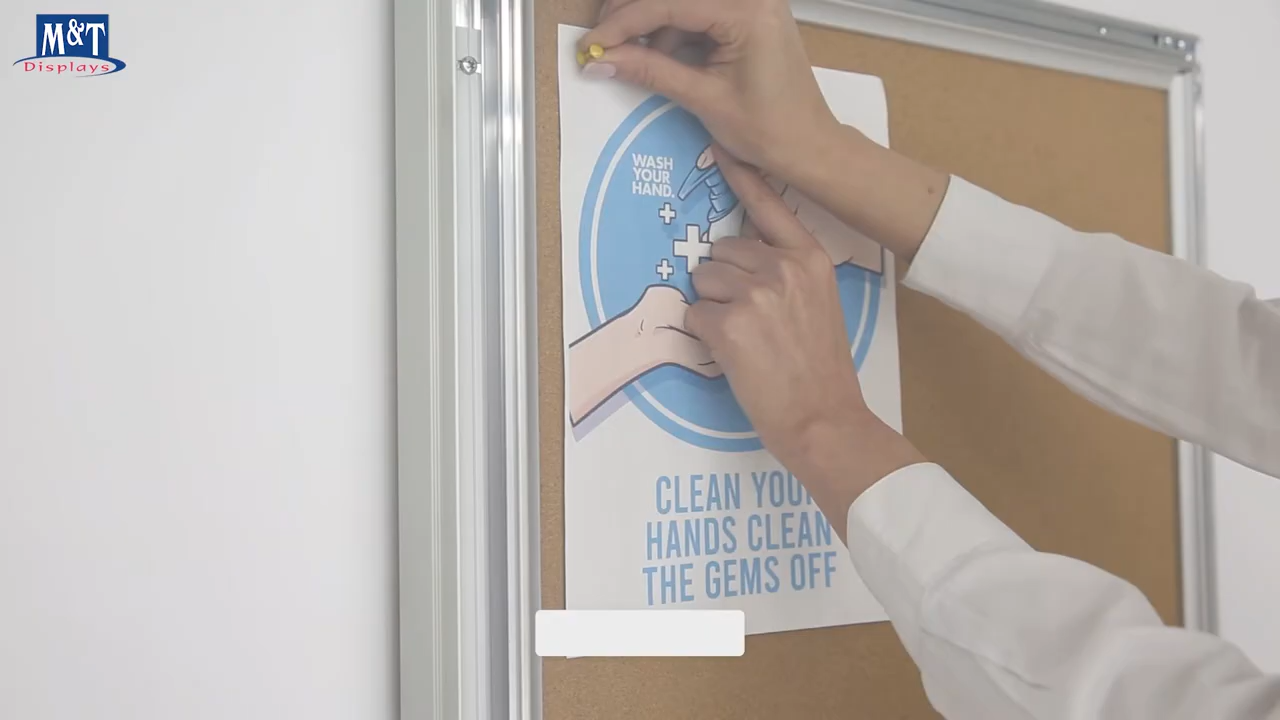 M&T
Displays
WASH
YOUR
HAND.
CLEAN YOUR
HANDS CLEAN
THE GEMS OFF